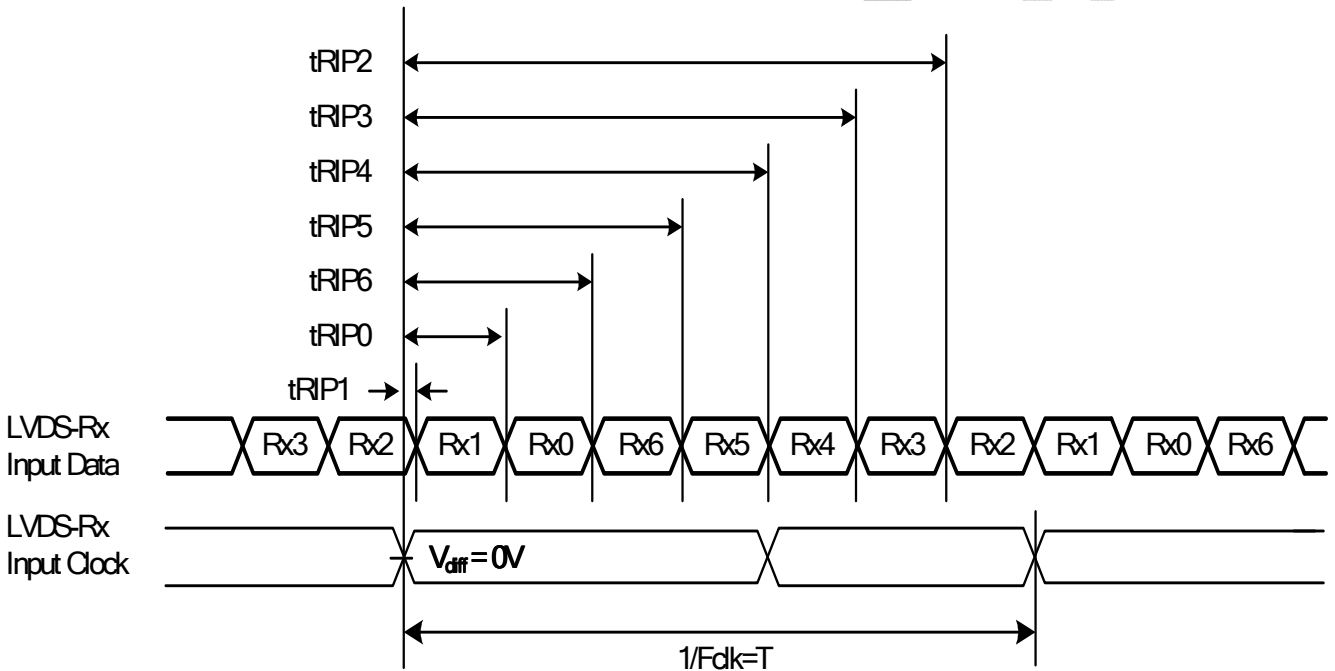 tRIP2
tRIP3
tRIP4
tRIP5
tRIP6
tRIP0
tRIP1
LVDS-Rx
Input Data
Rx3 Rx2 Rx1 Rx0 Rx6 Rx5 Rx4 Rx3 Rx2 Rx1 Rx0 Rx6
LVDS-Rx
Input Clock
Vdiff = 0V
1/Fclk=T